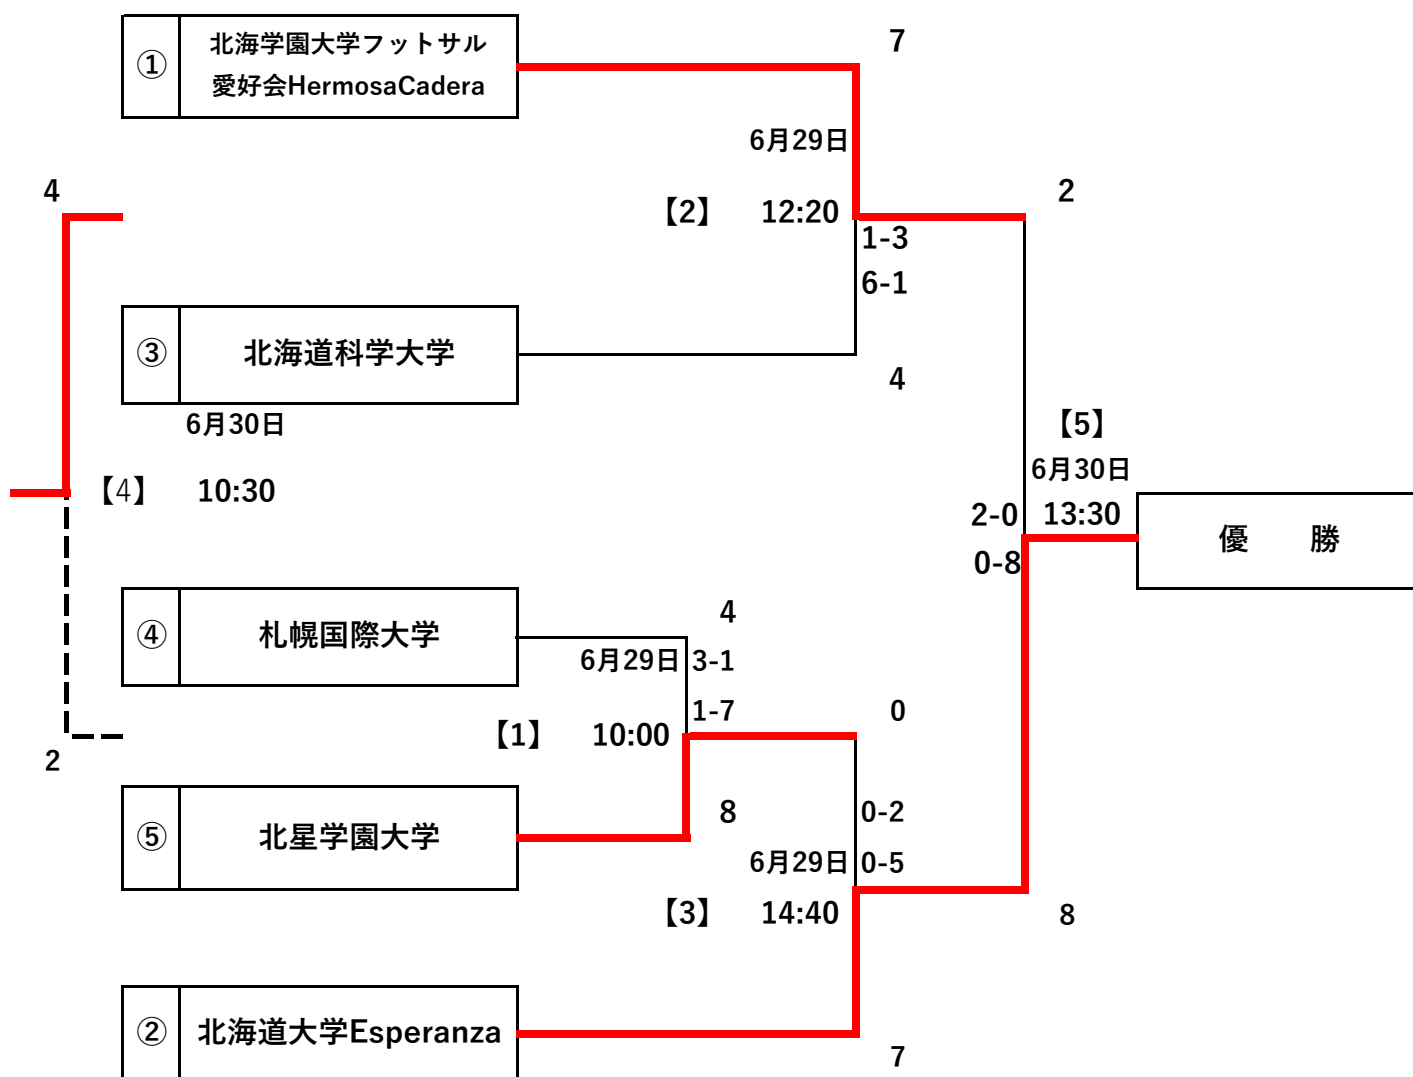 7
① 北海学園大学フットサル
愛好会HermosaCadera
6月29日
4
2
【2】 12:20
1-3
6-1
③ 北海道科学大学
4
6月30日
【5】
6月30日
【4】 10:30
2-0 13:30
優 勝
0-8
4
④ 札幌国際大学
6月29日 3-1
1-7 0
【1】 10:00
2
8 0-2
⑤ 北星学園大学
6月29日 0-5
【3】 14:40
8
② 北海道大学Esperanza
7